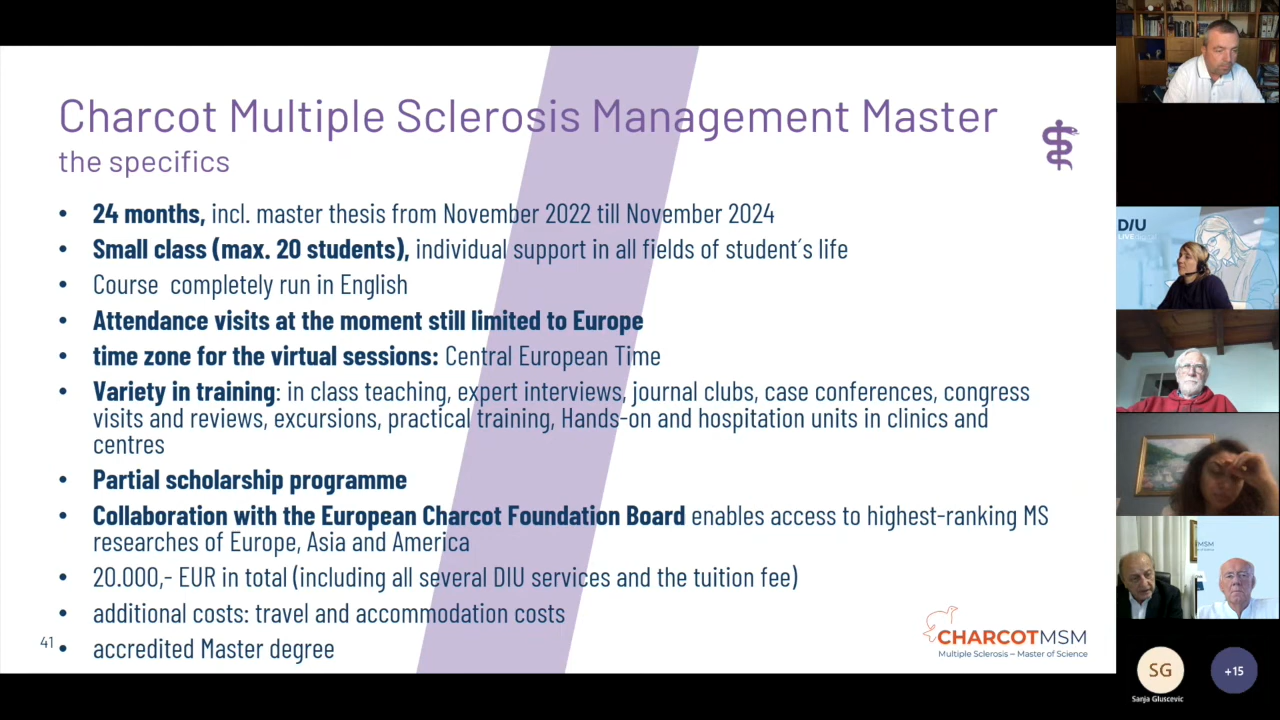 Charcot Multiple Sclerosis Management Master
the specifics
• 24 months, incl. master thesis from November 2022 till November 2024
• Small class (max. 20 students), individual support in all fields of student´s life
• Course  completely run in English
• Attendance visits at the moment still limited to Europe
• time zone for the virtual sessions: Central European Time
• Variety in training: in class teaching, expert interviews, journal clubs, case conferences, congress
visits and reviews, excursions, practical training, Hands-on and hospitation units in clinics and
centres
• Partial scholarship programme
• Collaboration with the European Charcot Foundation Board enables access to highest-ranking MS
researches of Europe, Asia and America
• 20.000,- EUR in total (including all several DIU services and the tuition fee)
• additional costs: travel and accommodation costs
41
• accredited Master degree
CHARCOTMSM
Multiple Sclerosis – Master of Science
DIU
MSM
SG
+15
Sanja Gluscevic